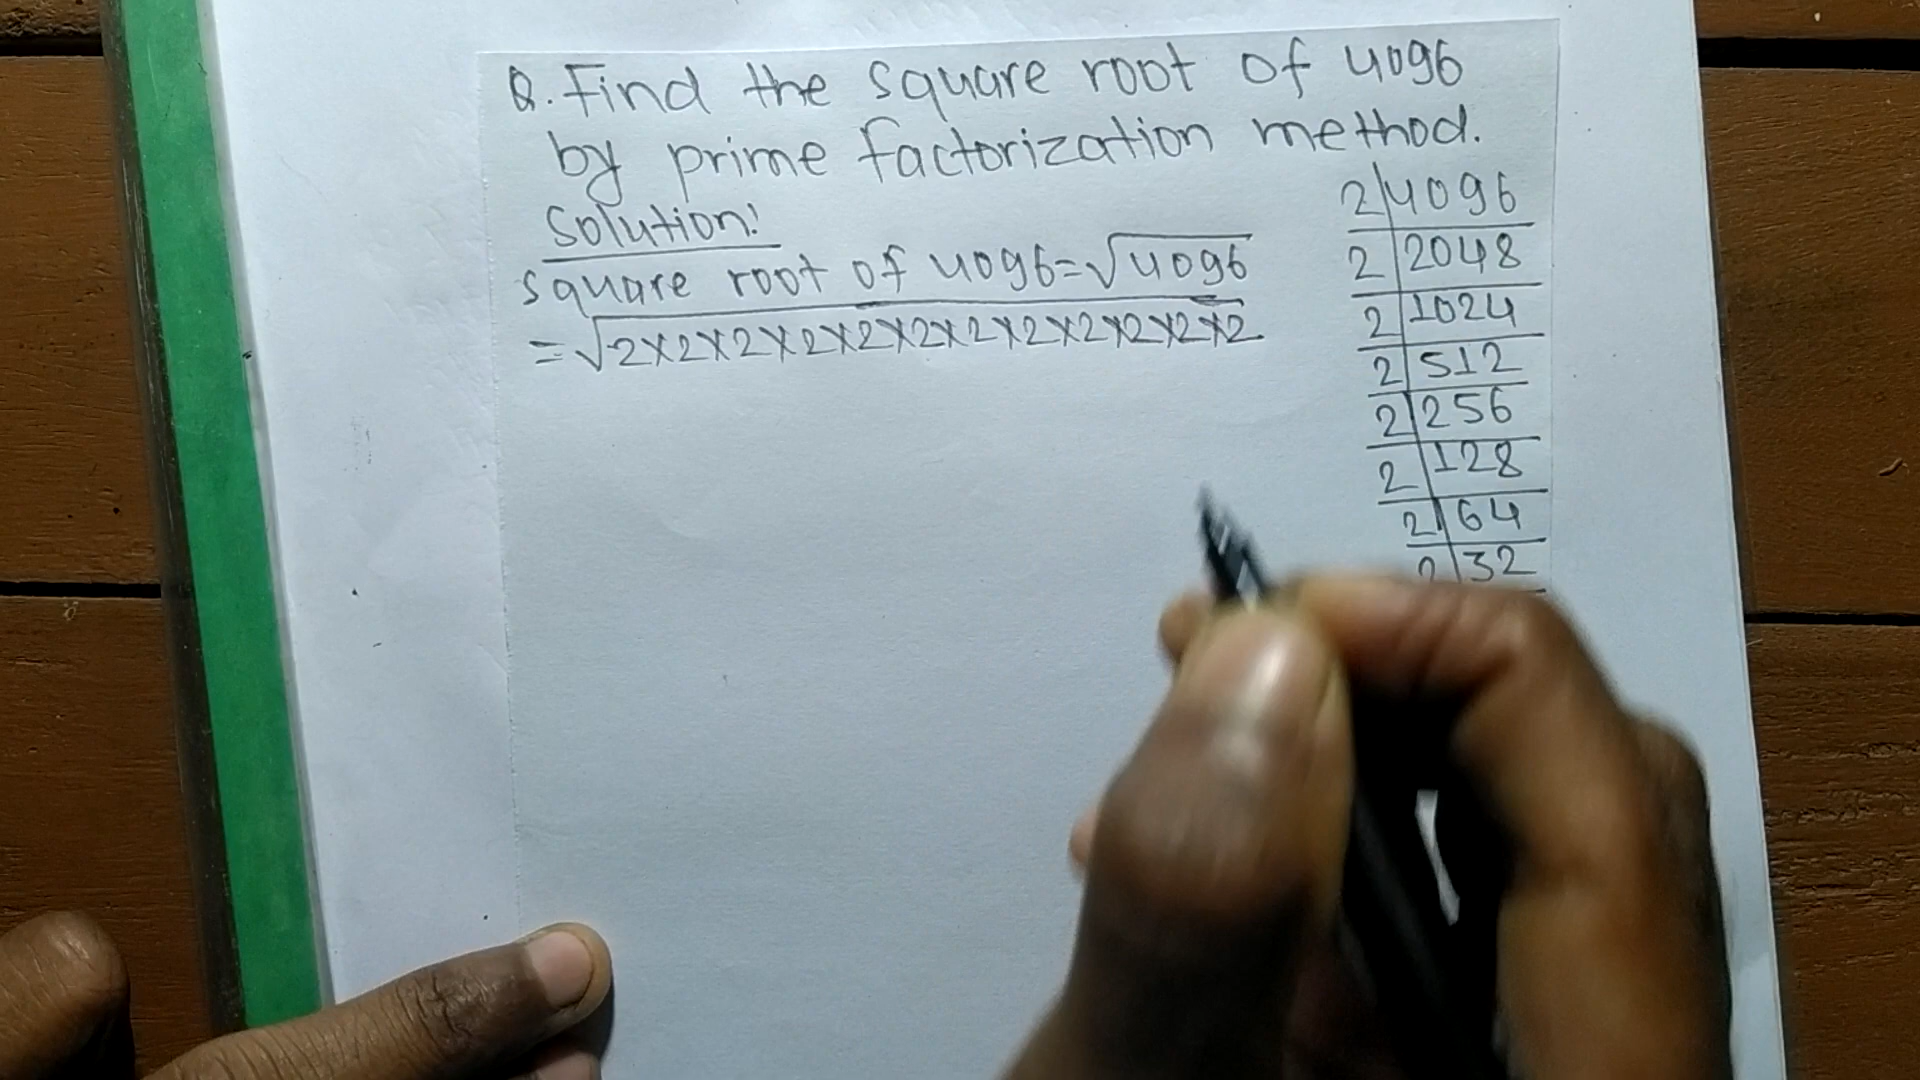 Q. Find the square root of 4096
by prime factorization method.
Solution:
square root of 4096=√4096
=√2×2×2×2×2×2×2×2×2×2×2×2
2|4096
2|2048
2|1024
2|512
2|256
2|128
2|64
2|32